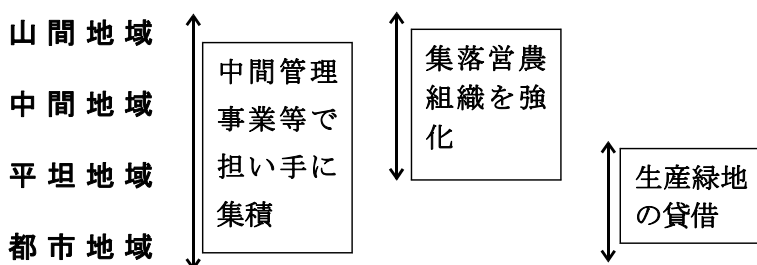 山間地域
中間地域
平坦地域
都市地域
中間管理
事業等で
担い手に
集積
集落営農
組織を強
化
生産緑地
の貸借